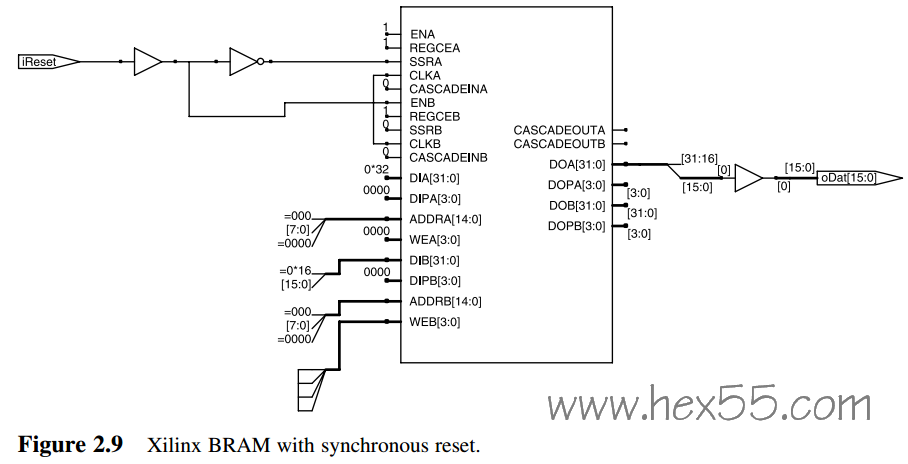 iReset
1
ENA
1
REGCEA
SSRA
CLKA
0
CASCADEINA
ENB
1
REGCEB
0
SSRB
CLKB
0
CASCADEINB
0*32
DIA[31:0]
0000
DIPA[3:0]
=000
[7:0]
=0000
ADDRA[14:0]
0000
WEA[3:0]
=0*16
[15:0]
DIB[31:0]
0000
DIPB[3:0]
=000
[7:0]
=0000
ADDRB[14:0]
WEB[3:0]
CASCADEOUTA
CASCADEOUTB
DOA[31:0]
[31:16]
[15:0]
[0]
[15:0]
[0]
oDat[15:0]
DOPA[3:0]
[3:0]
DOB[31:0]
[31:0]
DOPB[3:0]
[3:0]
www.hex55.com
Figure 2.9 Xilinx BRAM with synchronous reset.